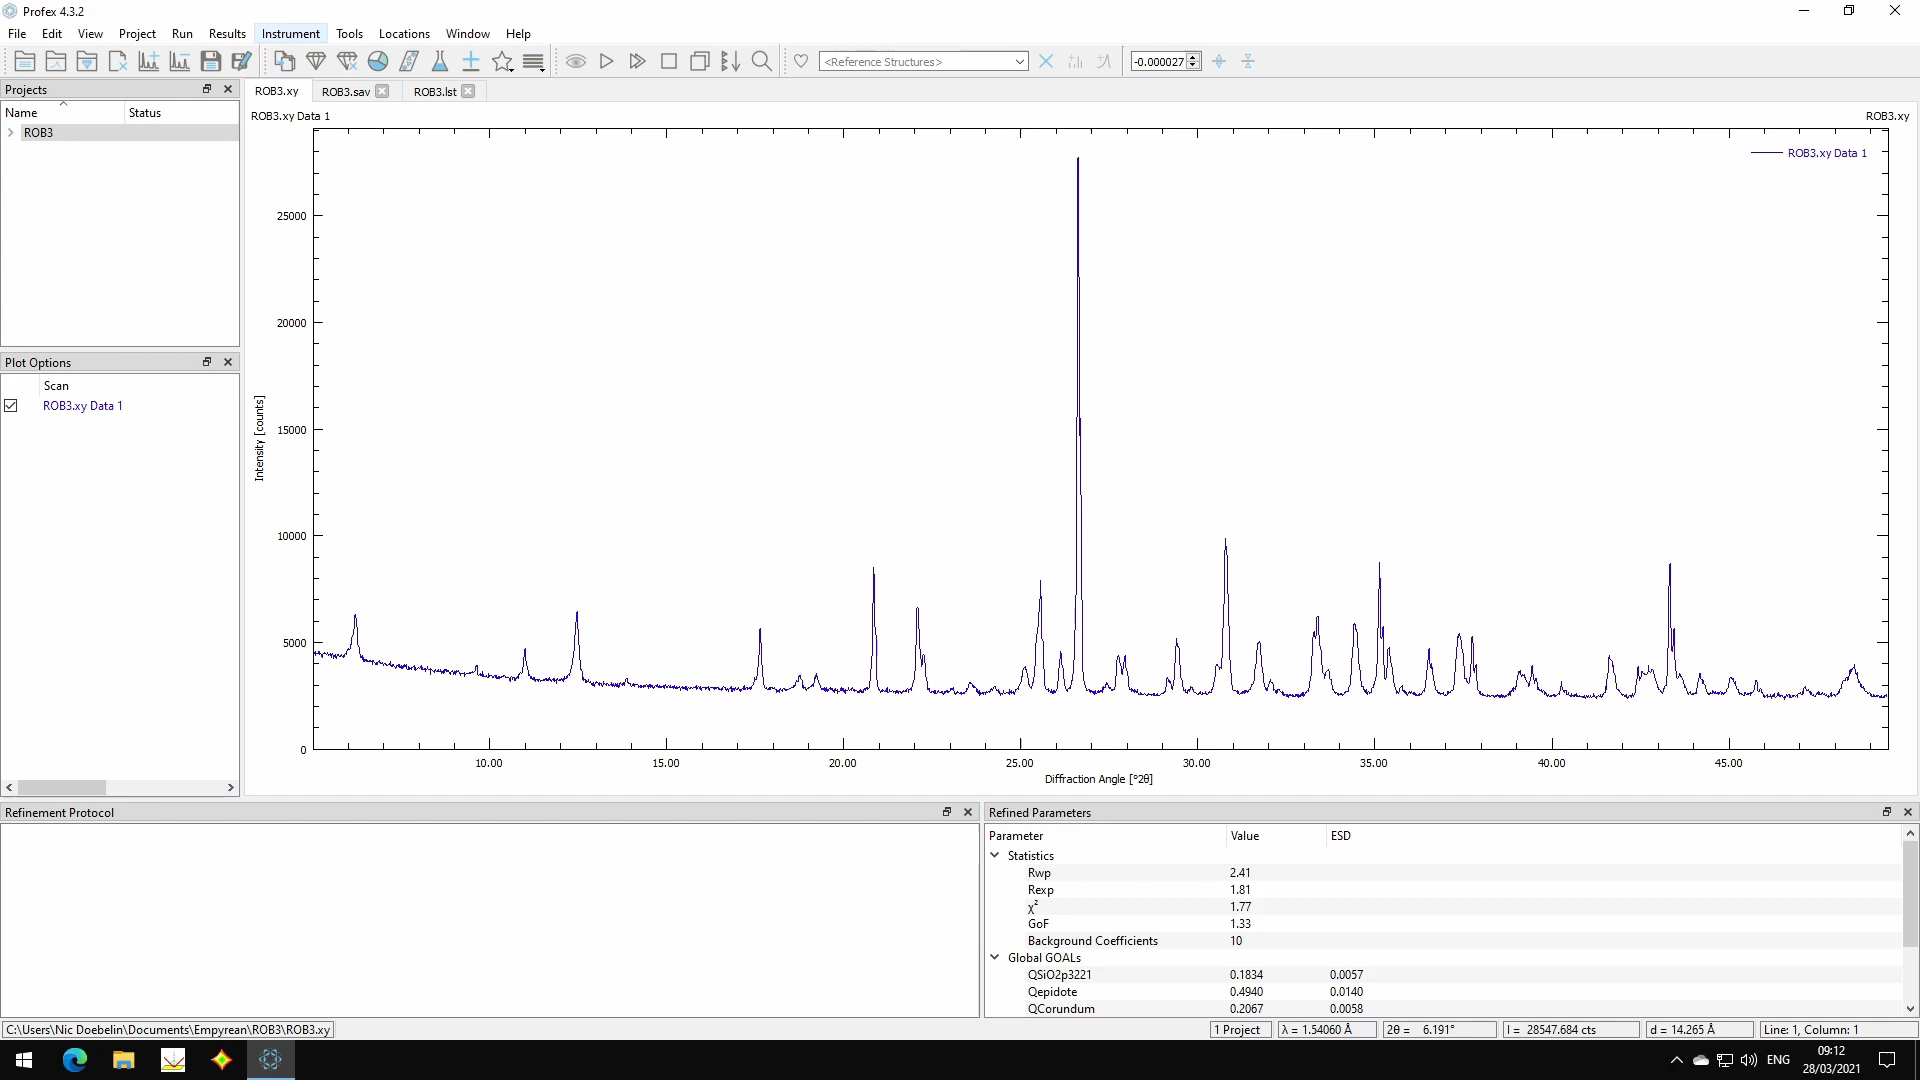 Profex 4.3.2
File Edit View Project Run Results Instrument Tools Locations Window Help
<Reference Structures>
-0.000027
Projects
Name Status
ROB3
Plot Options
Scan
ROB3.xy Data 1
ROB3.xy ROB3.sav ROB3.lst
ROB3.xy Data 1 ROB3.xy
ROB3.xy Data 1
Intensity [counts]
25000
20000
15000
10000
5000
0
10.00 15.00 20.00 25.00 30.00 35.00 40.00 45.00
Diffraction Angle [°2θ]
Refinement Protocol
Refined Parameters
Parameter Value ESD
Statistics
Rwp 2.41
Rexp 1.81
χ² 1.77
GoF 1.33
Background Coefficients 10
Global GOALs
QSiO2p3221 0.1834 0.0057
Qepidote 0.4940 0.0140
QCorundum 0.2067 0.0058
C:\Users\Nic Doebelin\Documents\Empyrean\ROB3\ROB3.xy
1 Project λ = 1.54060 Å 2θ = 6.191° I = 28547.684 cts d = 14.265 Å Line: 1, Column: 1
ENG
09:12
28/03/2021